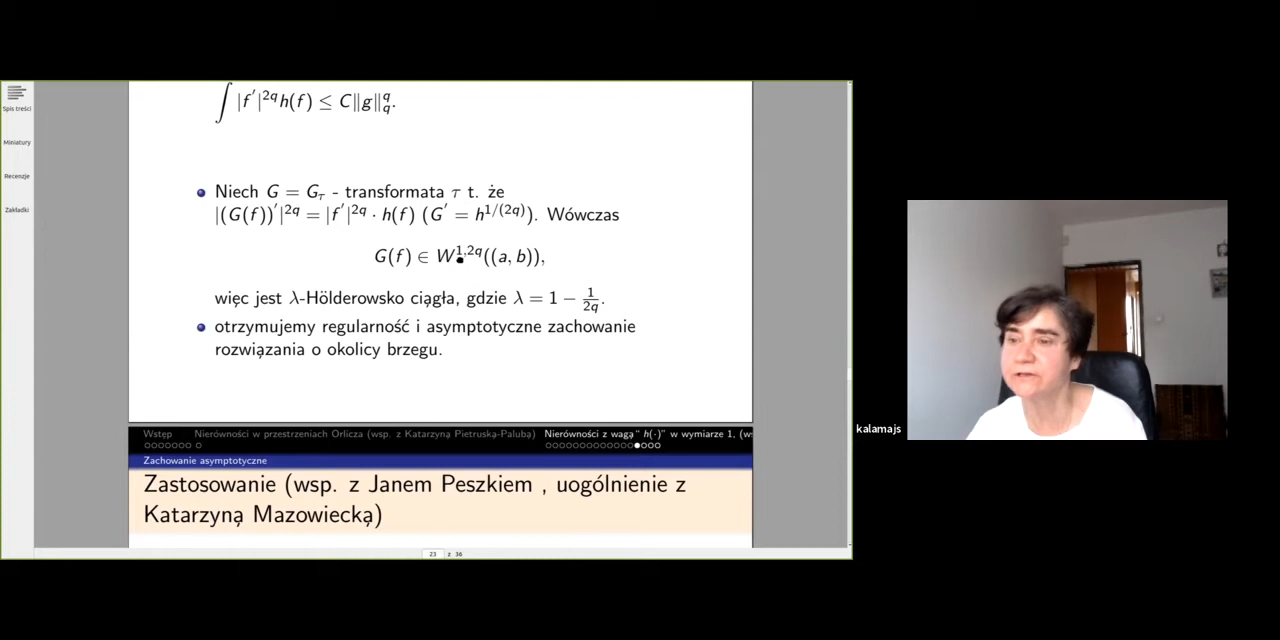 Spis treści
Miniatury
Recenzje
Zakładki
∫ |f′|^{2q} h(f) ≤ C‖g‖_q^q.
Niech G = G_τ - transformata τ t. że
|(G(f))′|^{2q} = |f′|^{2q} · h(f) (G′ = h^{1/(2q)}). Wówczas
G(f) ∈ W^{1,2q}((a, b)),
więc jest λ-Hölderowsko ciągła, gdzie λ = 1 − 1/2q.
otrzymujemy regularność i asymptotyczne zachowanie
rozwiązania o okolicy brzegu.
Wstęp Nierówności w przestrzeniach Orlicza (wsp. z Katarzyną Pietruską-Palubą) Nierówności z wagą“ h(·)” w wymiarze 1, (w
Zachowanie asymptotyczne
Zastosowanie (wsp. z Janem Peszkiem , uogólnienie z
Katarzyną Mazowiecką)
23 z 36
kalamajs